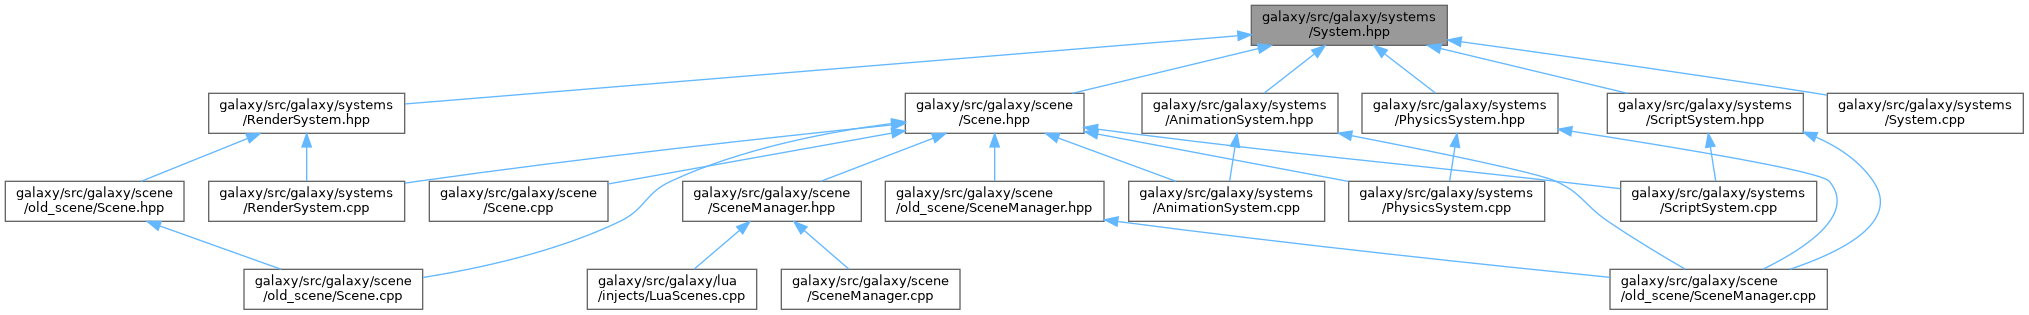 galaxy/src/galaxy/systems
/System.hpp
galaxy/src/galaxy/systems
/RenderSystem.hpp
galaxy/src/galaxy/scene
/Scene.hpp
galaxy/src/galaxy/systems
/AnimationSystem.hpp
galaxy/src/galaxy/systems
/PhysicsSystem.hpp
galaxy/src/galaxy/systems
/ScriptSystem.hpp
galaxy/src/galaxy/systems
/System.cpp
galaxy/src/galaxy/scene
/old_scene/Scene.hpp
galaxy/src/galaxy/systems
/RenderSystem.cpp
galaxy/src/galaxy/scene
/Scene.cpp
galaxy/src/galaxy/scene
/SceneManager.hpp
galaxy/src/galaxy/scene
/old_scene/SceneManager.hpp
galaxy/src/galaxy/systems
/AnimationSystem.cpp
galaxy/src/galaxy/systems
/PhysicsSystem.cpp
galaxy/src/galaxy/systems
/ScriptSystem.cpp
galaxy/src/galaxy/scene
/old_scene/Scene.cpp
galaxy/src/galaxy/lua
/injects/LuaScenes.cpp
galaxy/src/galaxy/scene
/SceneManager.cpp
galaxy/src/galaxy/scene
/old_scene/SceneManager.cpp